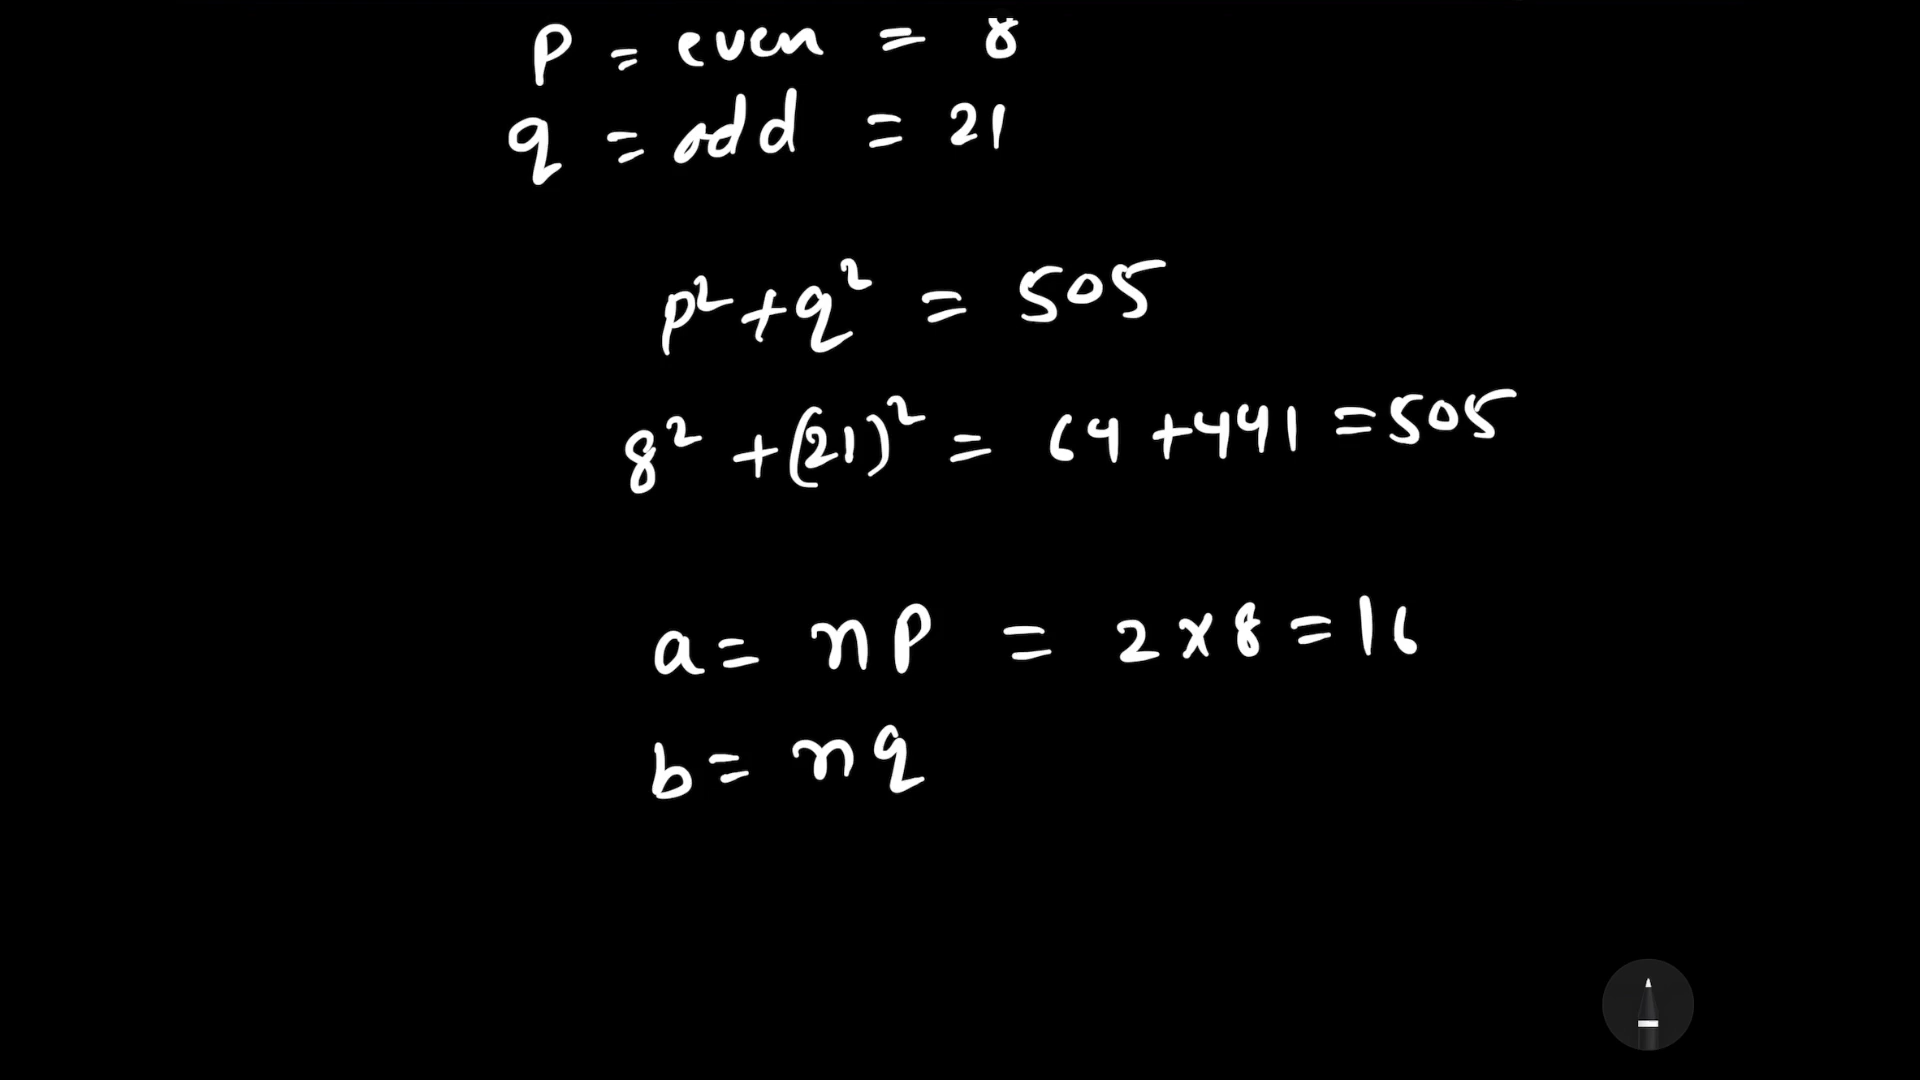 p = even = 8
q = odd = 21
p² + q² = 505
8² + (21)² = 64 + 441 = 505
a = np = 2 x 8 = 16
b = nq